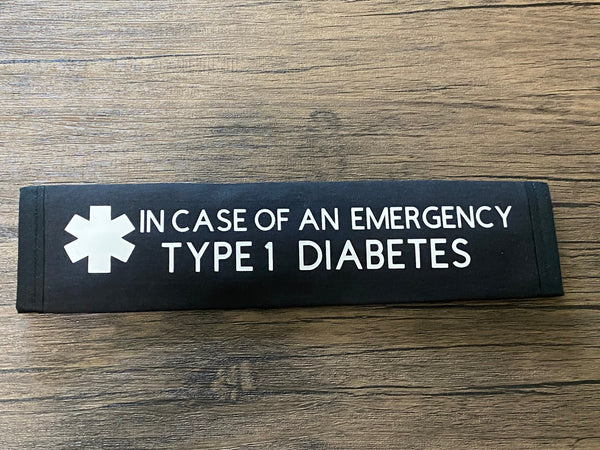 IN CASE OF AN EMERGENCY
TYPE 1 DIABETES